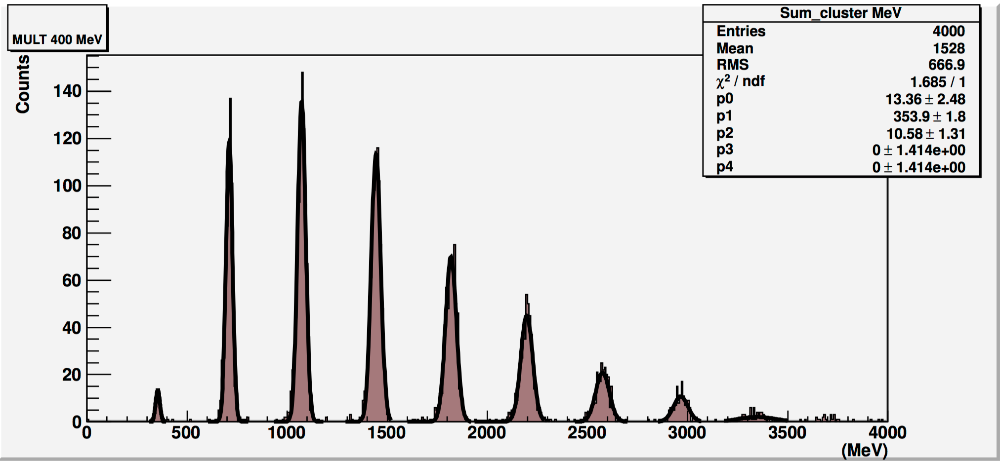 MULT 400 MeV
Sum_cluster MeV
Entries 4000
Mean 1528
RMS 666.9
χ² / ndf 1.685 / 1
p0 13.36 ± 2.48
p1 353.9 ± 1.8
p2 10.58 ± 1.31
p3 0 ± 1.414e+00
p4 0 ± 1.414e+00
Counts
140
120
100
80
60
40
20
0
0 500 1000 1500 2000 2500 3000 3500 4000
(MeV)